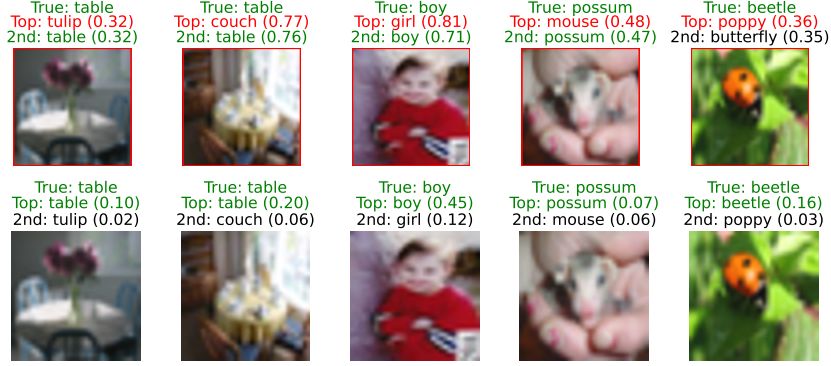 True: table
Top: tulip (0.32)
2nd: table (0.32)
True: table
Top: couch (0.77)
2nd: table (0.76)
True: boy
Top: girl (0.81)
2nd: boy (0.71)
True: possum
Top: mouse (0.48)
2nd: possum (0.47)
True: beetle
Top: poppy (0.36)
2nd: butterfly (0.35)
True: table
Top: table (0.10)
2nd: tulip (0.02)
True: table
Top: table (0.20)
2nd: couch (0.06)
True: boy
Top: boy (0.45)
2nd: girl (0.12)
True: possum
Top: possum (0.07)
2nd: mouse (0.06)
True: beetle
Top: beetle (0.16)
2nd: poppy (0.03)